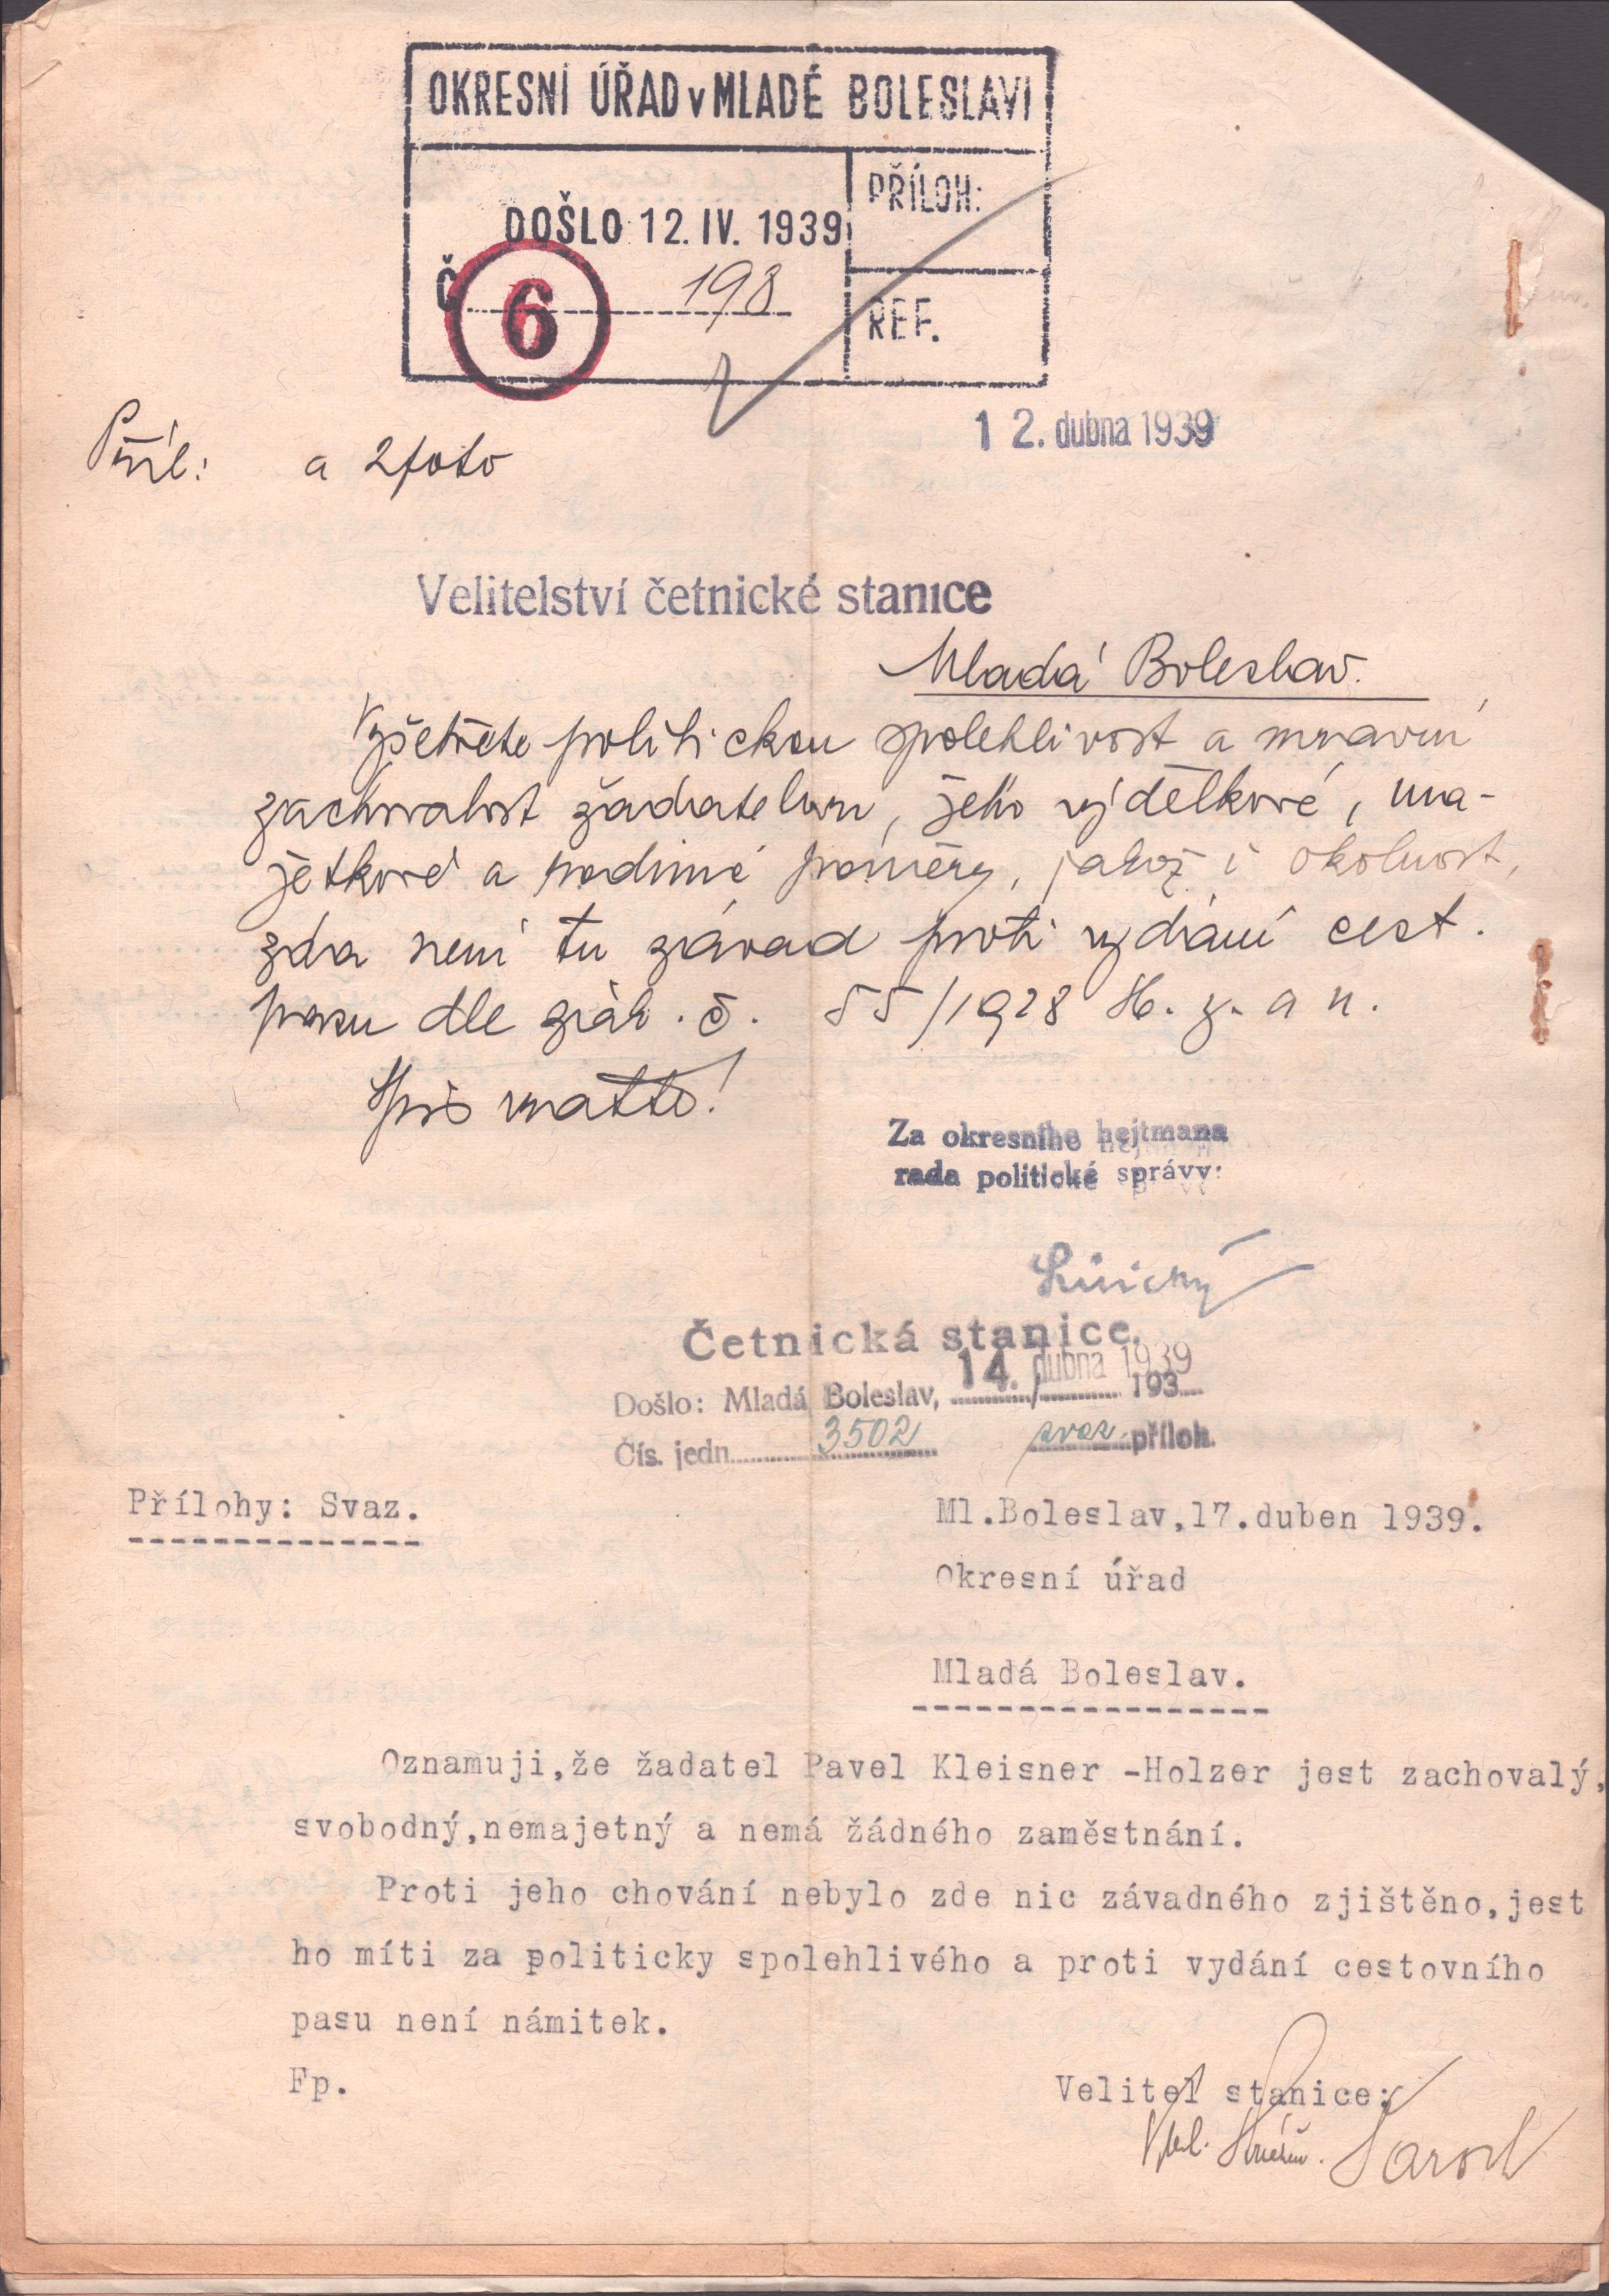 OKRESNÍ ÚŘAD v MLADÉ BOLESLAVI
DOŠLO 12. IV. 1939
PŘÍLOH:
Č 6 198
REF.
12. dubna 1939
Příl: a 2 foto
Velitelství četnické stanice
Mladá Boleslav.
Vyšetřete politickou spolehlivost a mravní
zachovalost žadatelovu, jeho výdělkové, ma-
jetkové a rodinné poměry, jakož i okolnost,
zda není tu závad proti vydání cest.
pasu dle zák. č. 55/1928 Sb. z. a n.
Spis vraťte!
Za okresního hejtmana
rada politické správy:
Četnická stanice.
Došlo: Mladá Boleslav, 14. dubna 1939 193
Čís. jedn. 3502 svaz. příloh.
Přílohy: Svaz.
Ml.Boleslav,17.duben 1939.
Okresní úřad
Mladá Boleslav.
Oznamuji,že žadatel Pavel Kleisner -Holzer jest zachovalý,
svobodný,nemajetný a nemá žádného zaměstnání.
Proti jeho chování nebylo zde nic závadného zjištěno,jest
ho míti za politicky spolehlivého a proti vydání cestovního
pasu není námitek.
Fp.
Velitel stanice: